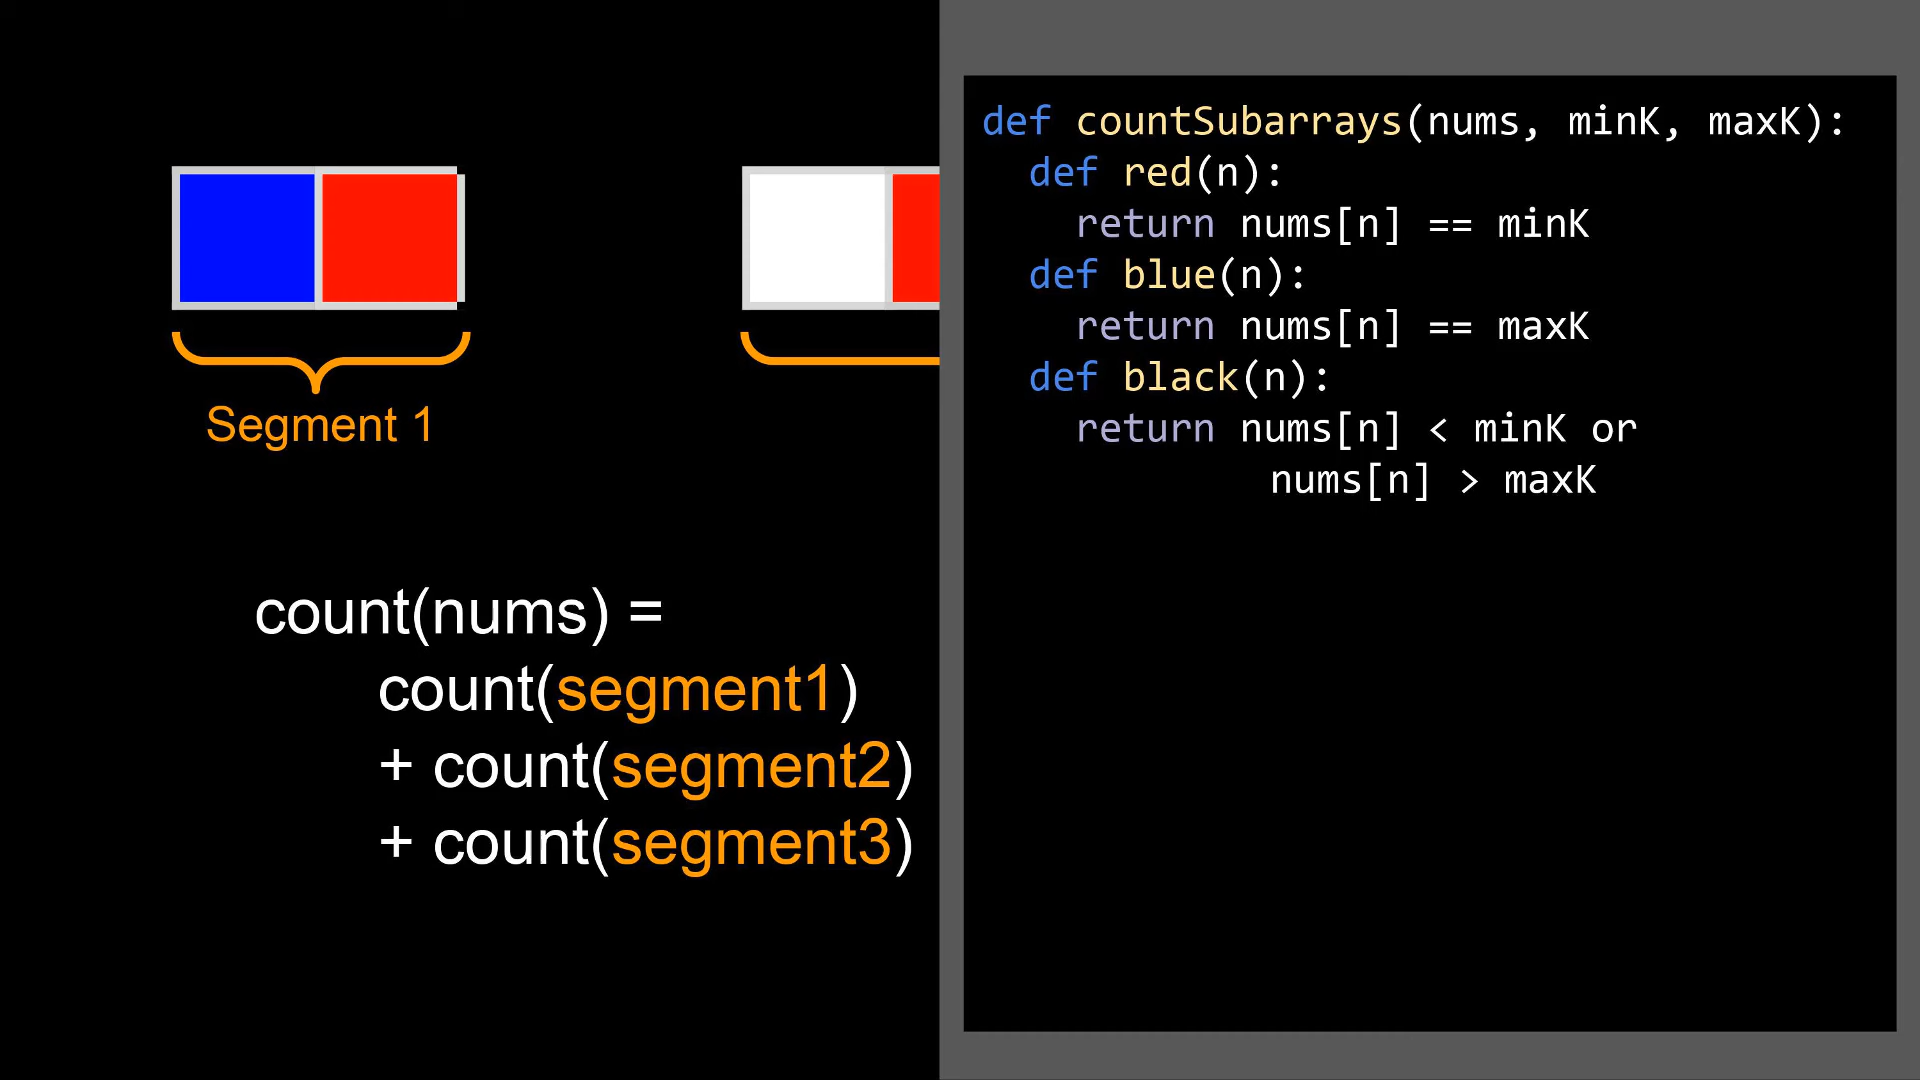 Segment 1
count(nums) =
count(segment1)
+ count(segment2)
+ count(segment3)
def countSubarrays(nums, minK, maxK):
  def red(n):
    return nums[n] == minK
  def blue(n):
    return nums[n] == maxK
  def black(n):
    return nums[n] < minK or
            nums[n] > maxK